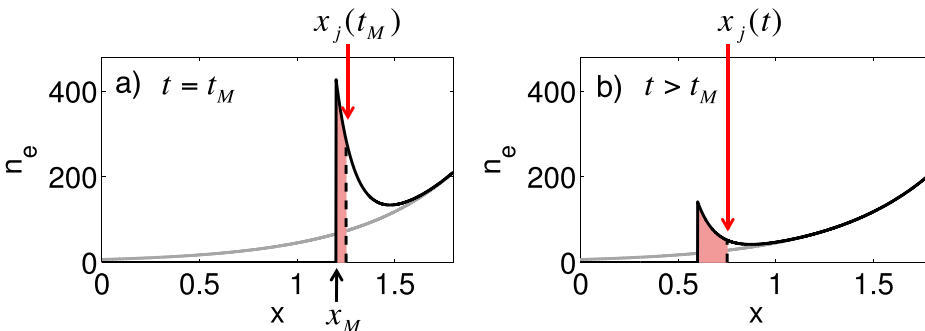 x_j(t_M) x_j(t)
a) t = t_M
b) t > t_M
n_e
400
200
0
0 0.5 1 1.5
x
x_M
n_e
400
200
0
0 0.5 1 1.5
x